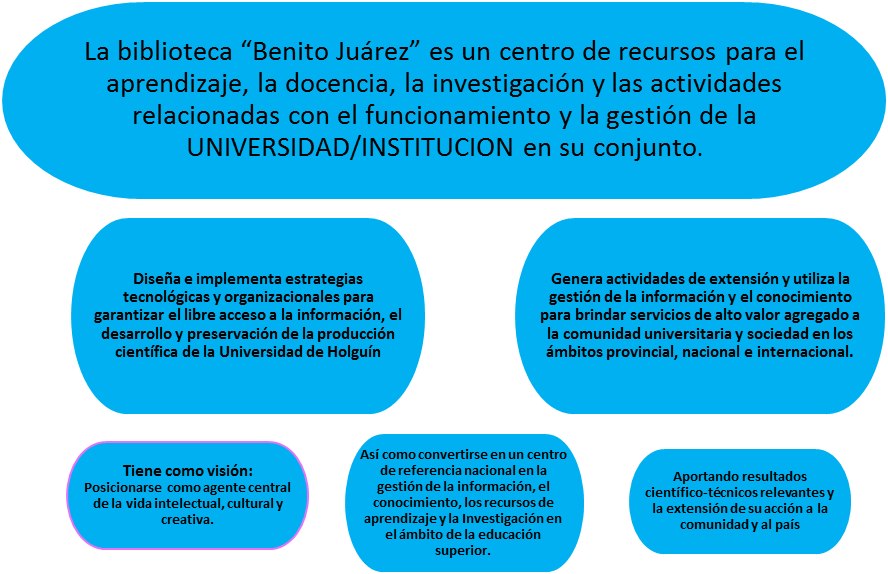 La biblioteca “Benito Juárez” es un centro de recursos para el
aprendizaje, la docencia, la investigación y las actividades
relacionadas con el funcionamiento y la gestión de la
UNIVERSIDAD/INSTITUCION en su conjunto.
Diseña e implementa estrategias
tecnológicas y organizacionales para
garantizar el libre acceso a la información, el
desarrollo y preservación de la producción
científica de la Universidad de Holguín
Genera actividades de extensión y utiliza la
gestión de la información y el conocimiento
para brindar servicios de alto valor agregado a
la comunidad universitaria y sociedad en los
ámbitos provincial, nacional e internacional.
Tiene como visión:
Posicionarse como agente central
de la vida intelectual, cultural y
creativa.
Así como convertirse en un centro
de referencia nacional en la
gestión de la información, el
conocimiento, los recursos de
aprendizaje y la Investigación en
el ámbito de la educación
superior.
Aportando resultados
científico-técnicos relevantes y
la extensión de su acción a la
comunidad y al país